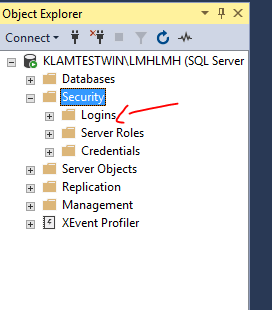 Object Explorer
Connect
KLAMTESTWIN\LMHLMH (SQL Server
Databases
Security
Logins
Server Roles
Credentials
Server Objects
Replication
Management
XEvent Profiler